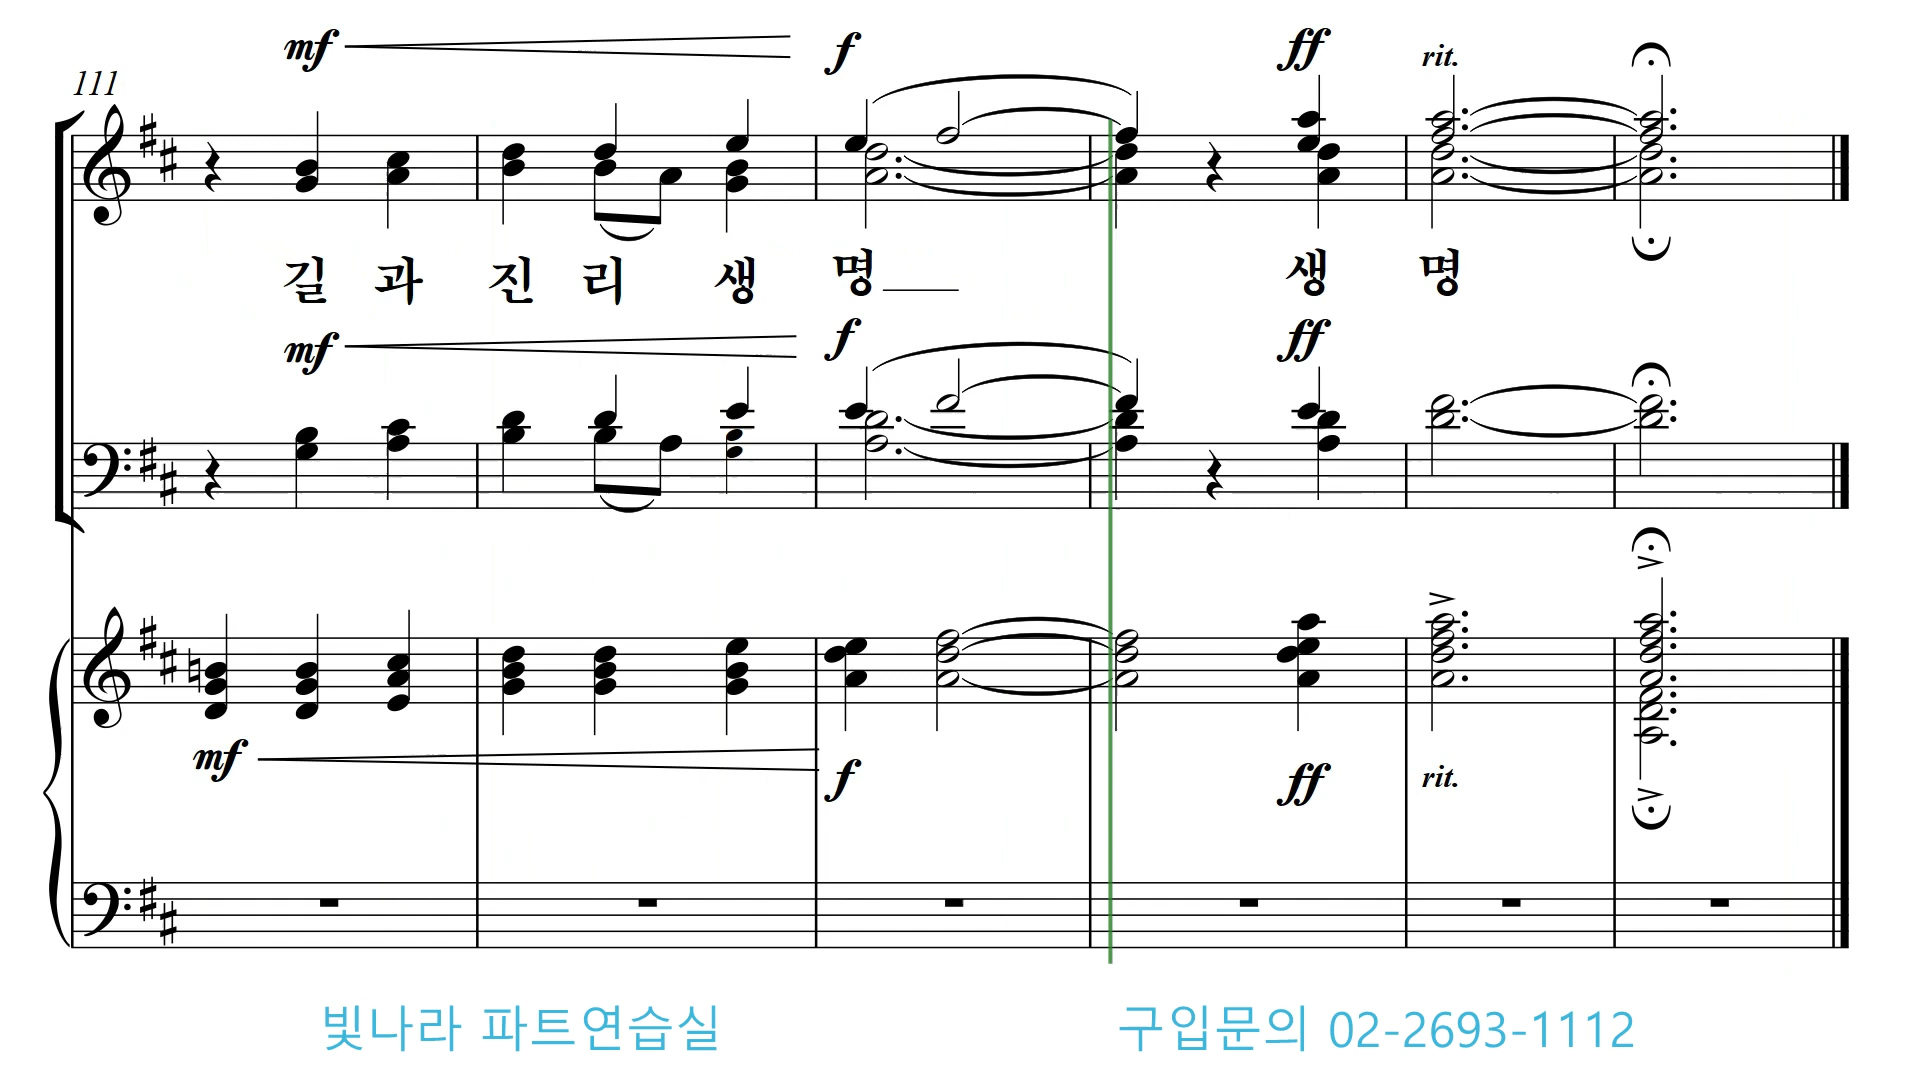 mf f ff rit.
111
길 과 진 리 생 명 생 명
mf f ff
mf f ff rit.
빛나라 파트연습실 구입문의 02-2693-1112